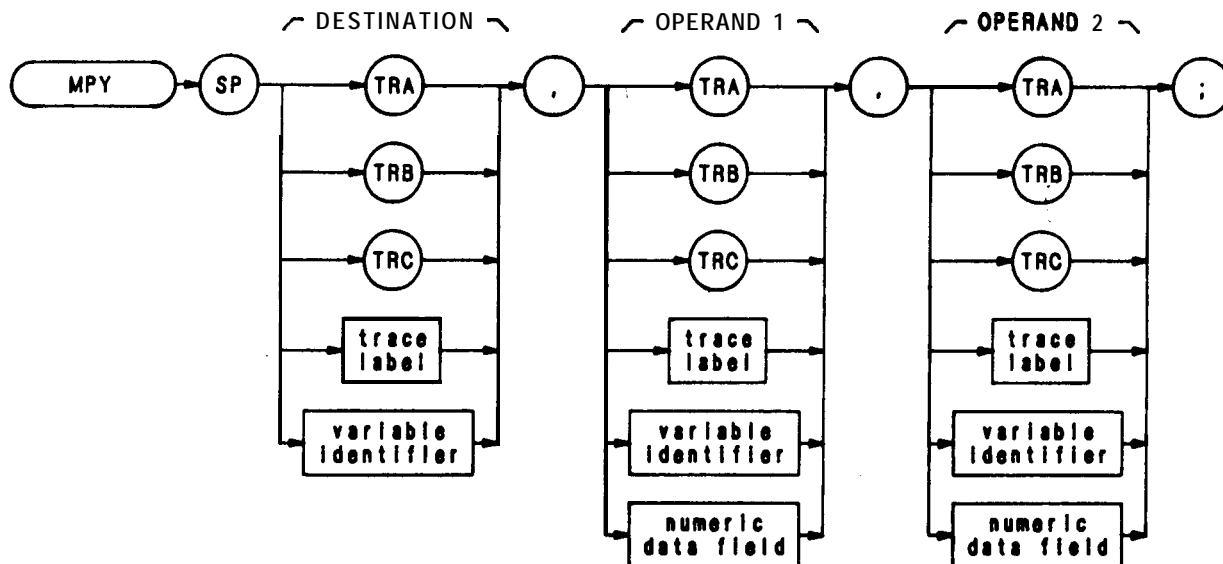 DESTINATION OPERAND 1 OPERAND 2
MPY SP TRA , TRA , TRA ;
TRB TRB TRB
TRC TRC TRC
trace trace trace
label label label
variable variable variable
identifier identifier identifier
numeric numeric
data field data field